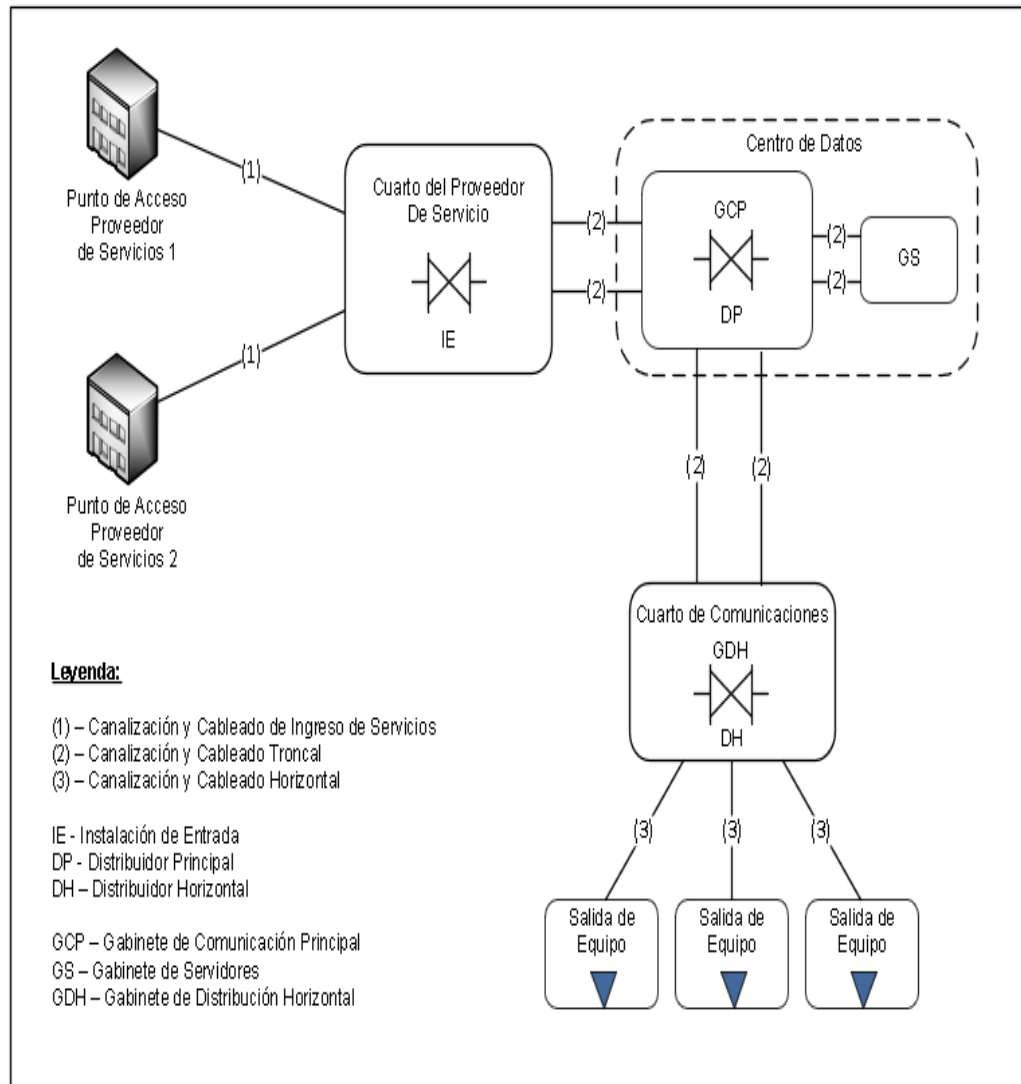 Punto de Acceso
Proveedor
de Servicios 1
(1)
Cuarto del Proveedor
De Servicio
IE
(1)
Punto de Acceso
Proveedor
de Servicios 2
(2)
(2)
Centro de Datos
GCP
DP
(2)
(2)
GS
(2)
(2)
Cuarto de Comunicaciones
GDH
DH
(3)
(3)
(3)
Salida de
Equipo
Salida de
Equipo
Salida de
Equipo
Leyenda:
(1) – Canalización y Cableado de Ingreso de Servicios
(2) – Canalización y Cableado Troncal
(3) – Canalización y Cableado Horizontal
IE - Instalación de Entrada
DP - Distribuidor Principal
DH – Distribuidor Horizontal
GCP – Gabinete de Comunicación Principal
GS – Gabinete de Servidores
GDH – Gabinete de Distribución Horizontal